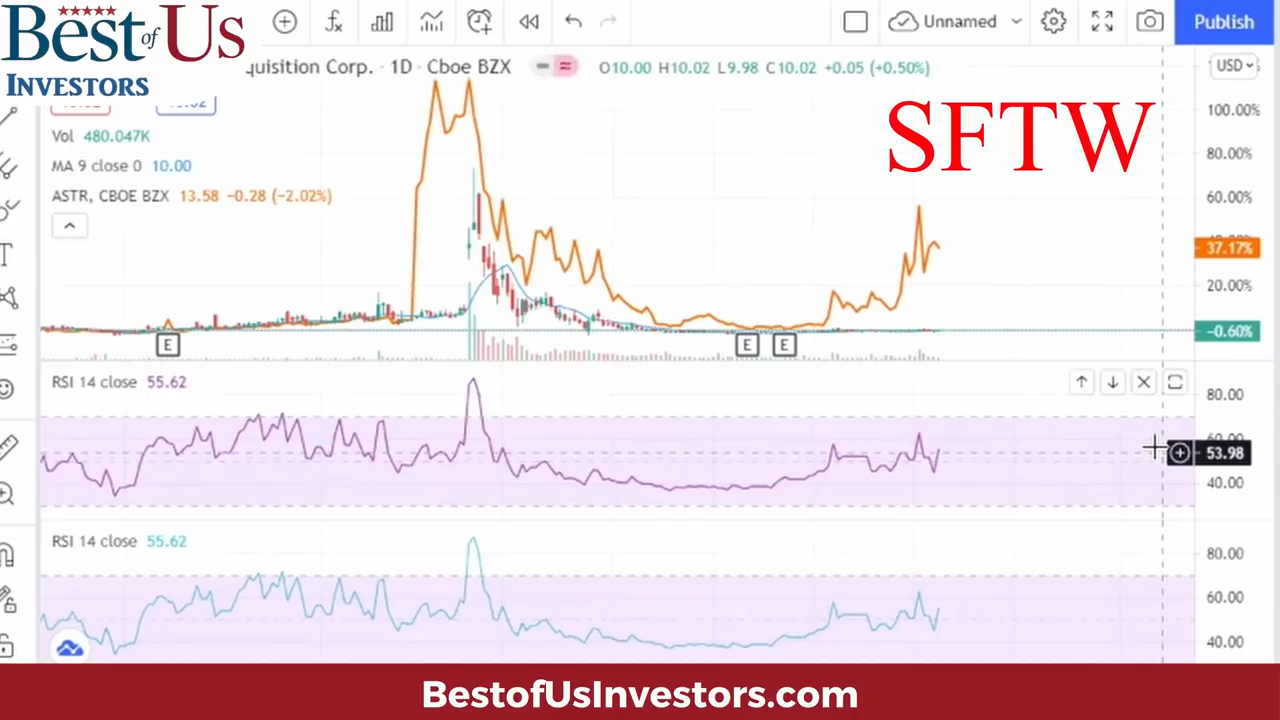 Best of Us
INVESTORS
Unnamed
Publish
quisition Corp. · 1D · Cboe BZX
O10.00 H10.02 L9.98 C10.02 +0.05 (+0.50%)
USD
SFTW
Vol 480.047K
MA 9 close 0 10.00
ASTR, CBOE BZX 13.58 −0.28 (−2.02%)
100.00%
80.00%
60.00%
37.17%
20.00%
−0.60%
E
E
E
RSI 14 close 55.62
80.00
53.98
40.00
RSI 14 close 55.62
80.00
60.00
40.00
BestofUsInvestors.com